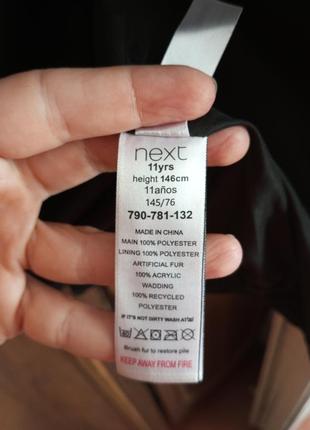 next
11yrs
height 146cm
11años
145/76
790-781-132
MADE IN CHINA
MAIN 100% POLYESTER
LINING 100% POLYESTER
ARTIFICIAL FUR
100% ACRYLIC
WADDING
100% RECYCLED
POLYESTER
IF IT'S NOT DIRTY WASH AT 30°
Brush fur to restore pile
KEEP AWAY FROM FIRE